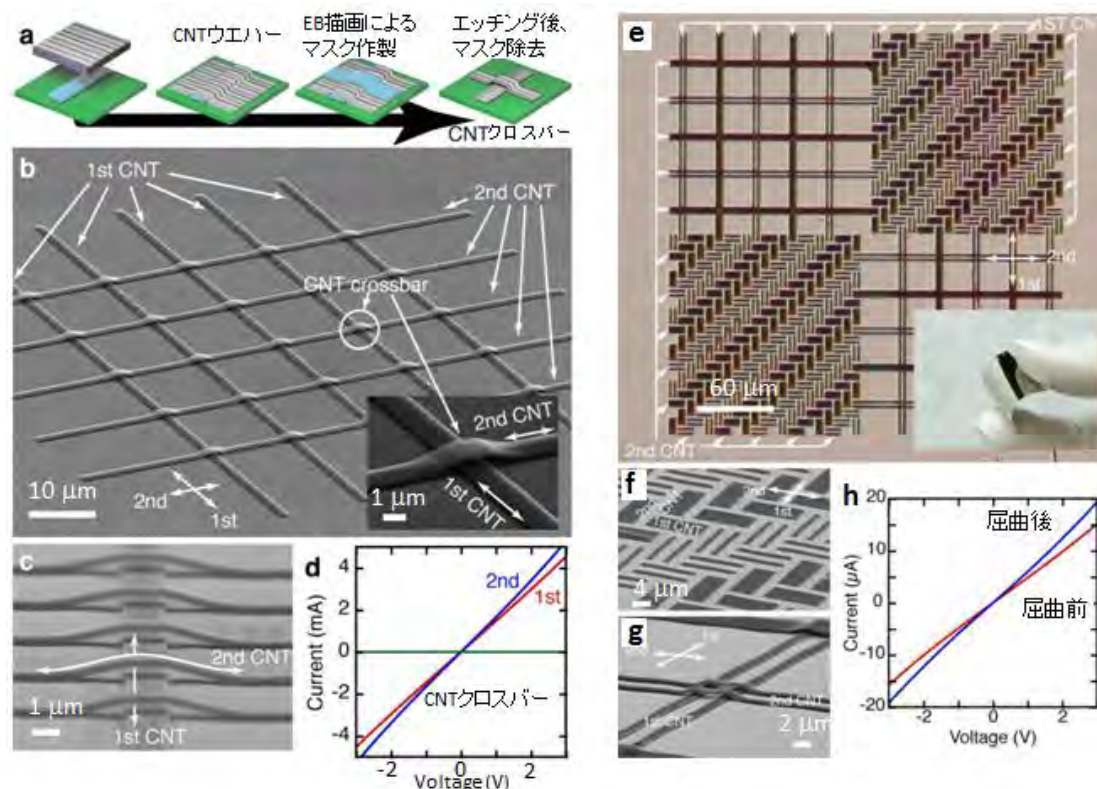 a
CNTウエハー
EB描画による
マスク作製
エッチング後、
マスク除去
CNTクロスバー
b
1st CNT
2nd CNT
CNT crossbar
10 μm
2nd
1st
2nd CNT
1st CNT
1 μm
c
2nd CNT
1 μm
1st CNT
d
Current (mA)
4
2
0
-2
-4
2nd
1st
CNTクロスバー
-2
0
2
Voltage(V)
e
2nd
1st
60 μm
2nd CNT
f
2nd
1st
1st CNT
4 μm
g
2nd CNT
1st CNT
2 μm
h
Current (μA)
20
10
0
-10
-20
屈曲後
屈曲前
-2
0
2
Voltage (V)